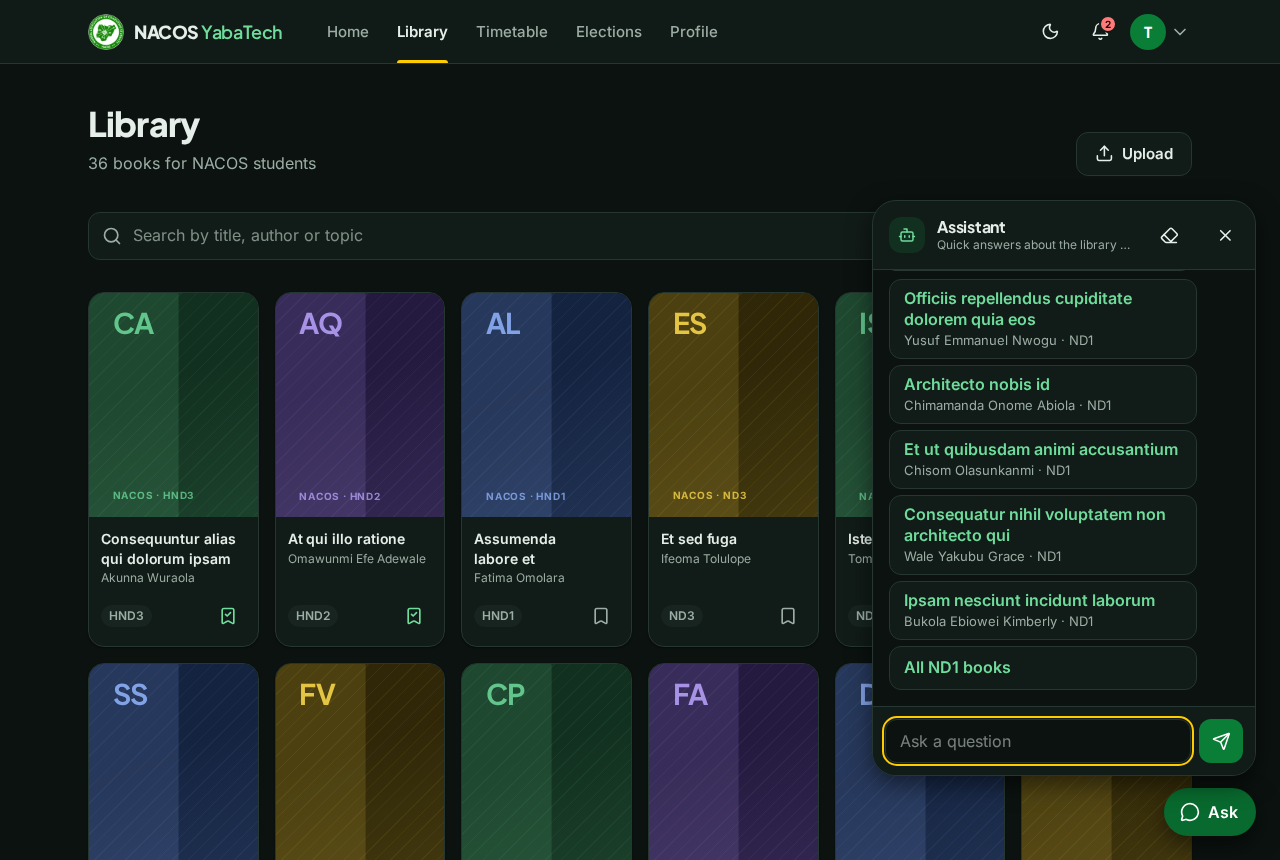 NACOS YabaTech
Home
Library
Timetable
Elections
Profile
2
T
Library
36 books for NACOS students
Upload
Search by title, author or topic
CA
NACOS · HND3
Consequuntur alias
qui dolorum ipsam
Akunna Wuraola
HND3
AQ
NACOS · HND2
At qui illo ratione
Omawunmi Efe Adewale
HND2
AL
NACOS · HND1
Assumenda
labore et
Fatima Omolara
HND1
ES
NACOS · ND3
Et sed fuga
Ifeoma Tolulope
ND3
SS
FV
CP
FA
Assistant
Quick answers about the library ...
Officiis repellendus cupiditate
dolorem quia eos
Yusuf Emmanuel Nwogu · ND1
Architecto nobis id
Chimamanda Onome Abiola · ND1
Et ut quibusdam animi accusantium
Chisom Olasunkanmi · ND1
Consequatur nihil voluptatem non
architecto qui
Wale Yakubu Grace · ND1
Ipsam nesciunt incidunt laborum
Bukola Ebiowei Kimberly · ND1
All ND1 books
Ask a question
Ask